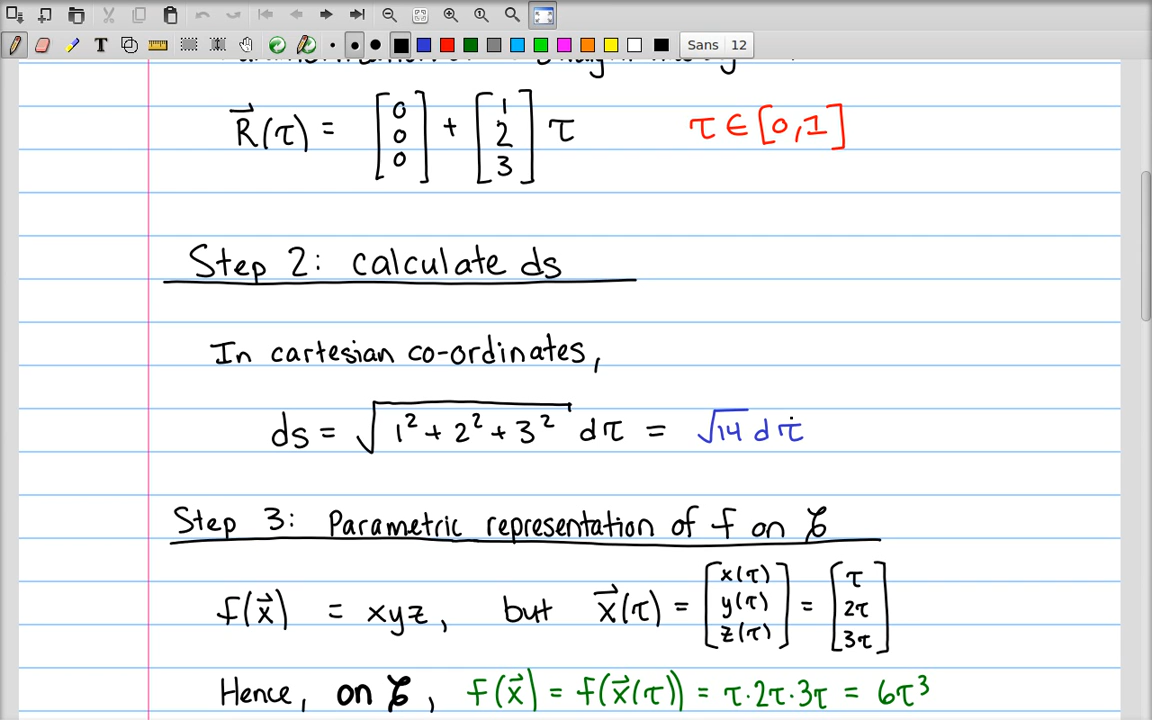 Sans 12
R⃗(τ) = [0 0 0] + [1 2 3] τ τ ∈ [0,1]
Step 2: calculate ds
In cartesian co-ordinates,
ds = √(1² + 2² + 3²) dτ = √14 dτ
Step 3: Parametric representation of f on 𝒞
f(x⃗) = xyz, but x⃗(τ) = [x(τ) y(τ) z(τ)] = [τ 2τ 3τ]
Hence, on 𝒞, f(x⃗) = f(x⃗(τ)) = τ·2τ·3τ = 6τ³